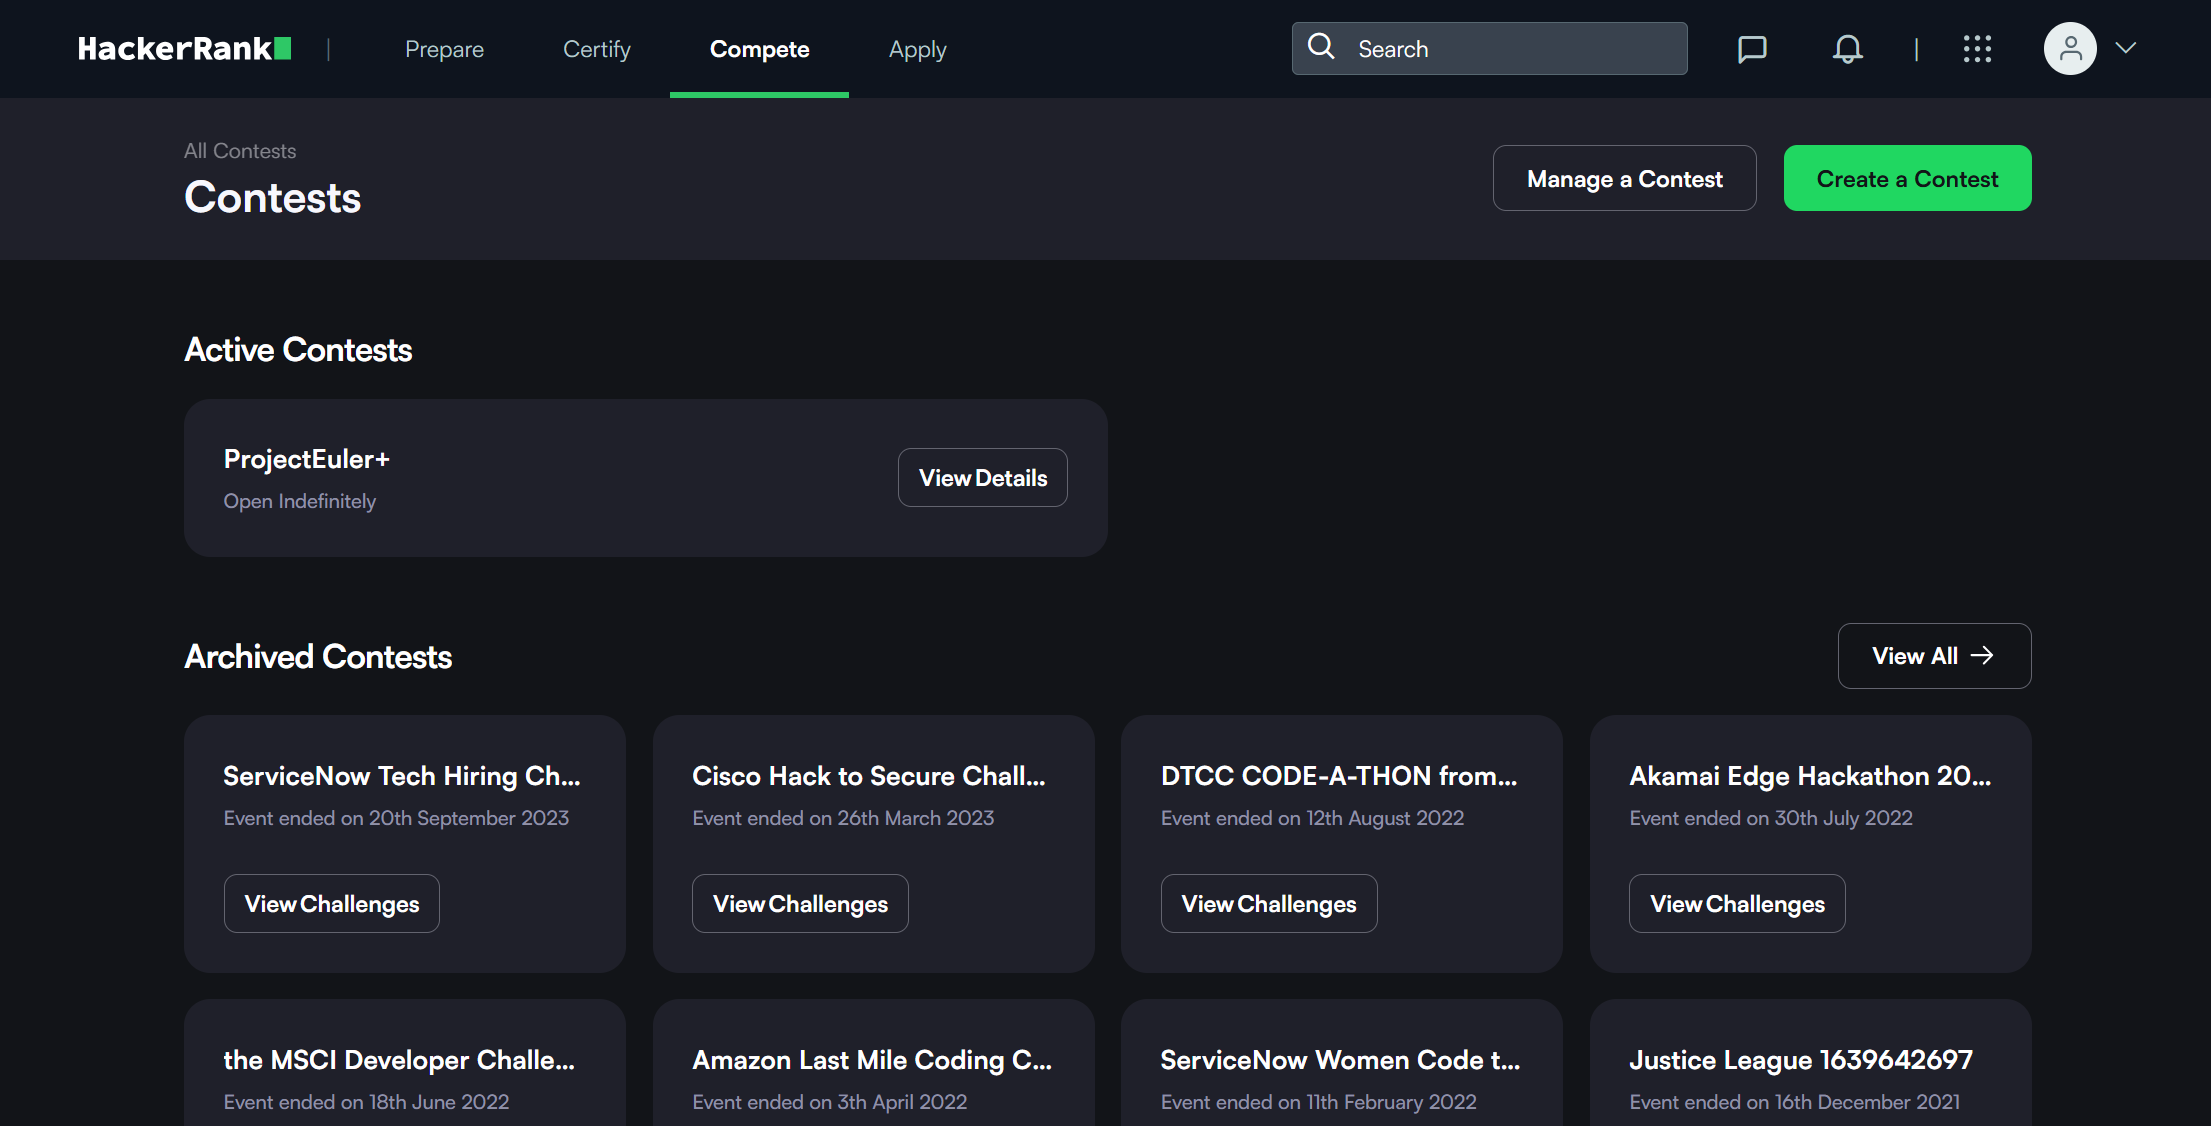 HackerRank | Prepare Certify Compete Apply Search |
All Contests
Contests
Manage a Contest Create a Contest
Active Contests
ProjectEuler+
Open Indefinitely
View Details
Archived Contests
View All →
ServiceNow Tech Hiring Ch...
Event ended on 20th September 2023
View Challenges
Cisco Hack to Secure Chall...
Event ended on 26th March 2023
View Challenges
DTCC CODE-A-THON from...
Event ended on 12th August 2022
View Challenges
Akamai Edge Hackathon 20...
Event ended on 30th July 2022
View Challenges
the MSCI Developer Challe...
Event ended on 18th June 2022
Amazon Last Mile Coding C...
Event ended on 3th April 2022
ServiceNow Women Code t...
Event ended on 11th February 2022
Justice League 1639642697
Event ended on 16th December 2021